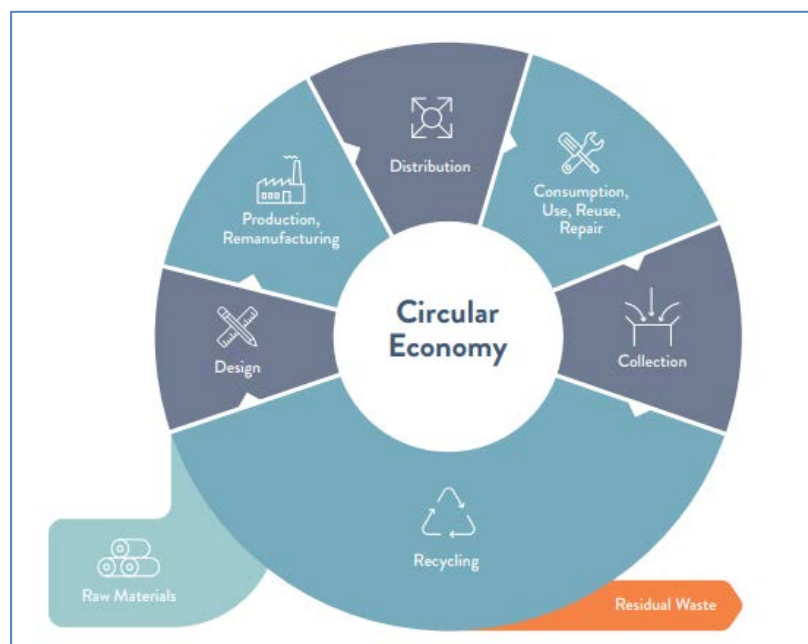 Distribution
Consumption,
Use, Reuse,
Repair
Production,
Remanufacturing
Circular
Economy
Design
Collection
Recycling
Raw Materials
Residual Waste